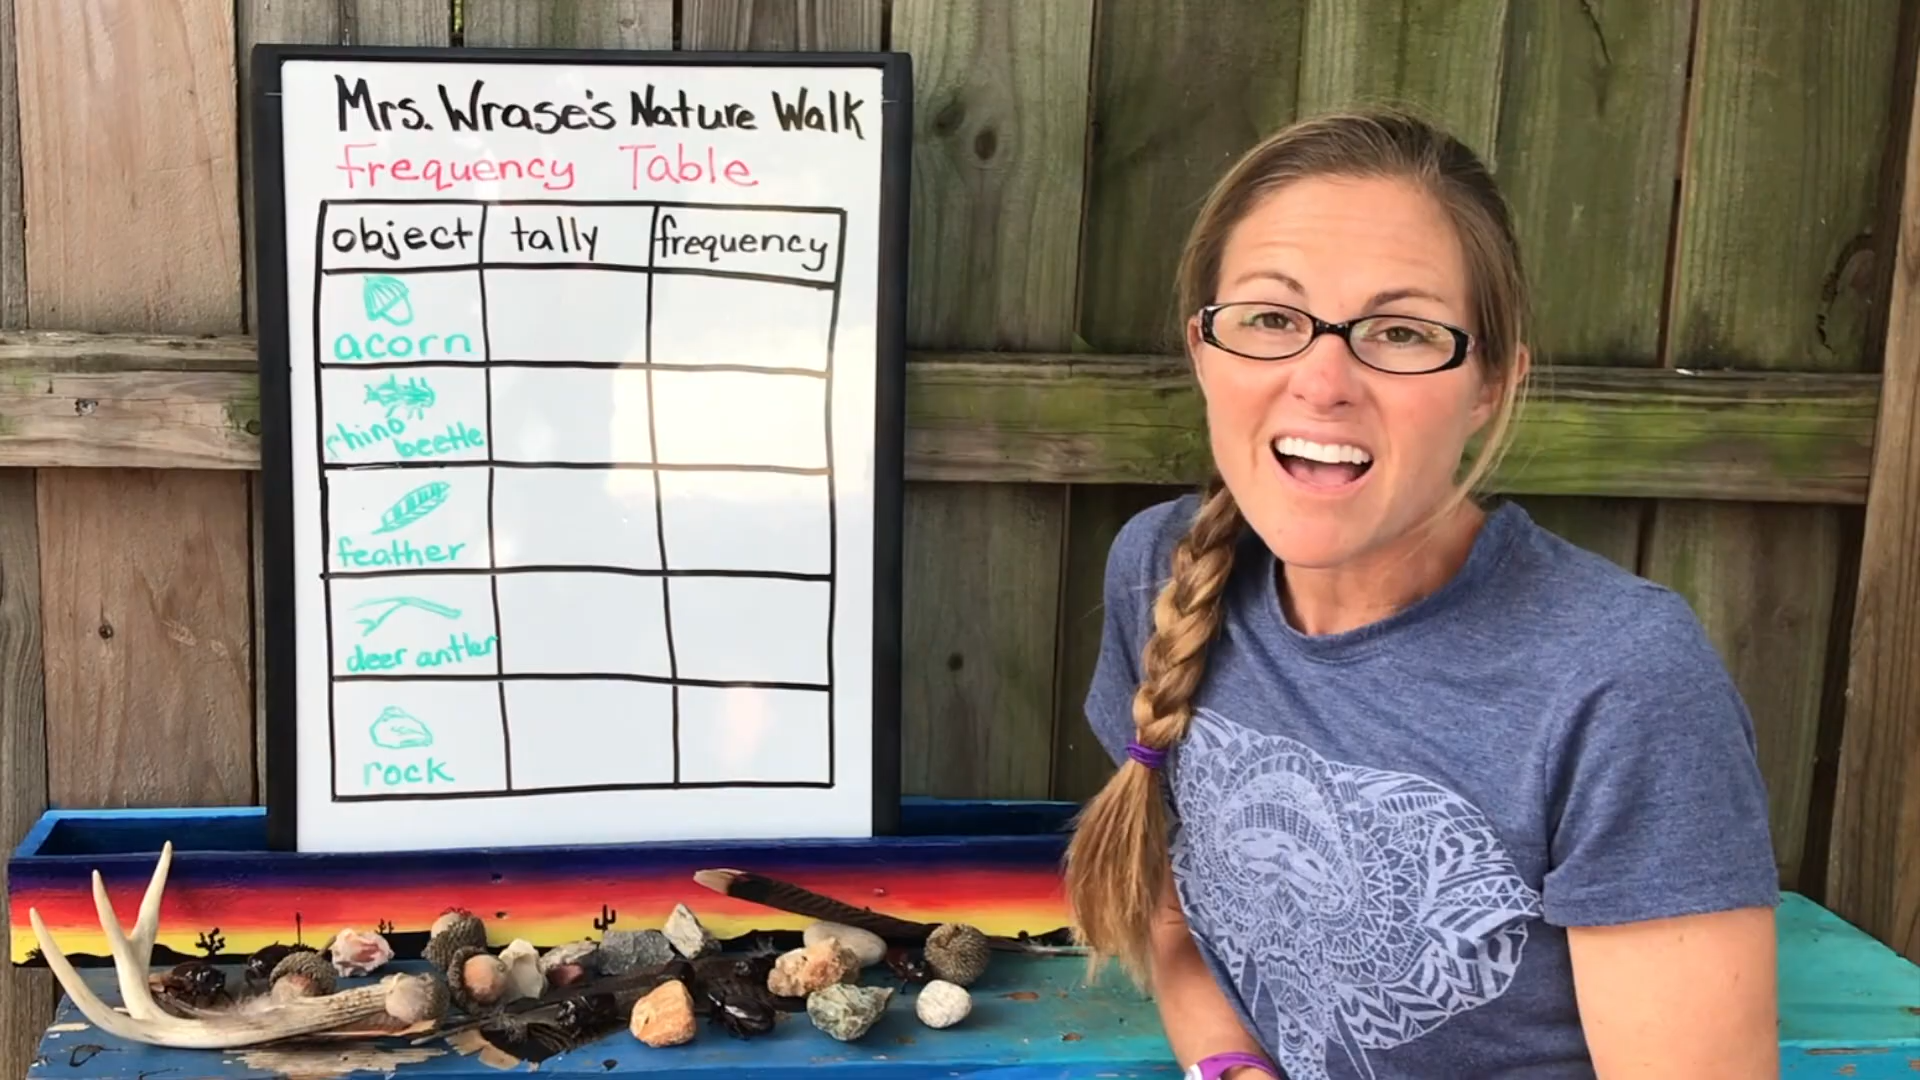 Mrs. Wrase's Nature Walk
frequency Table
object tally frequency
acorn
rhino beetle
feather
deer antler
rock